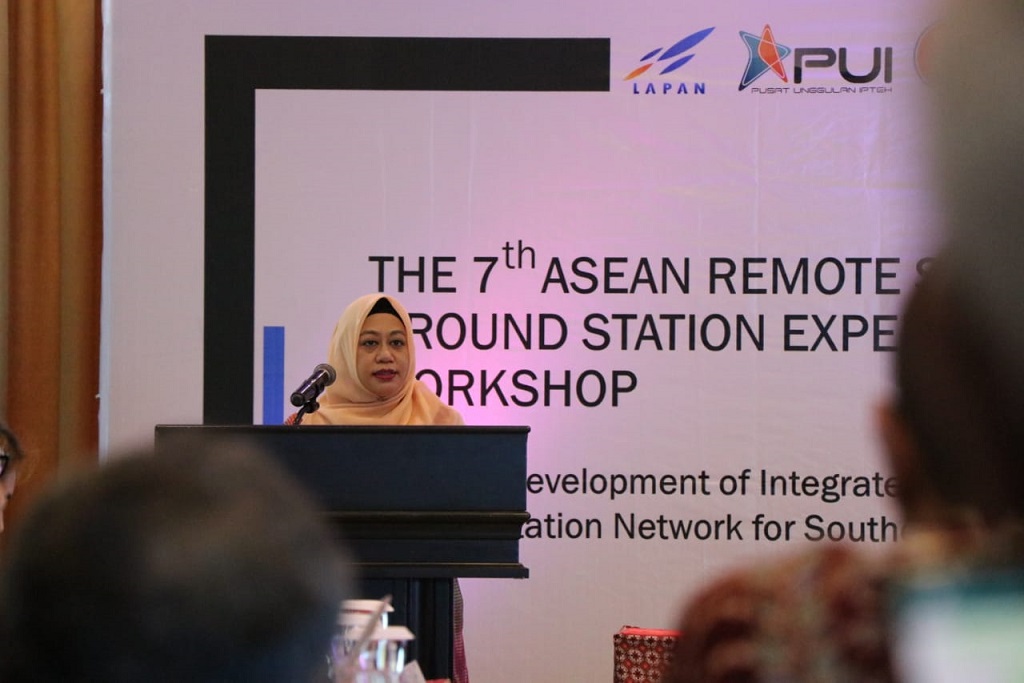 LAPAN
PUI
PUSAT UNGGULAN IPTEK
THE 7th ASEAN REMOTE
ROUND STATION EXPE
ORKSHOP
evelopment of Integrate
ation Network for South